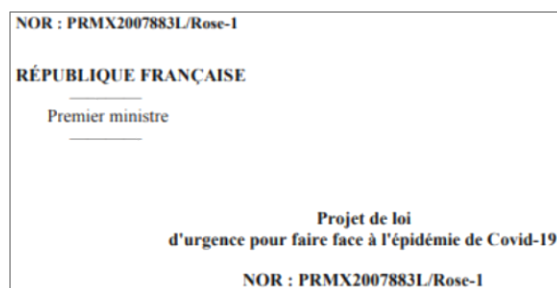 NOR : PRMX2007883L/Rose-1
RÉPUBLIQUE FRANÇAISE
Premier ministre
Projet de loi
d'urgence pour faire face à l'épidémie de Covid-19
NOR : PRMX2007883L/Rose-1